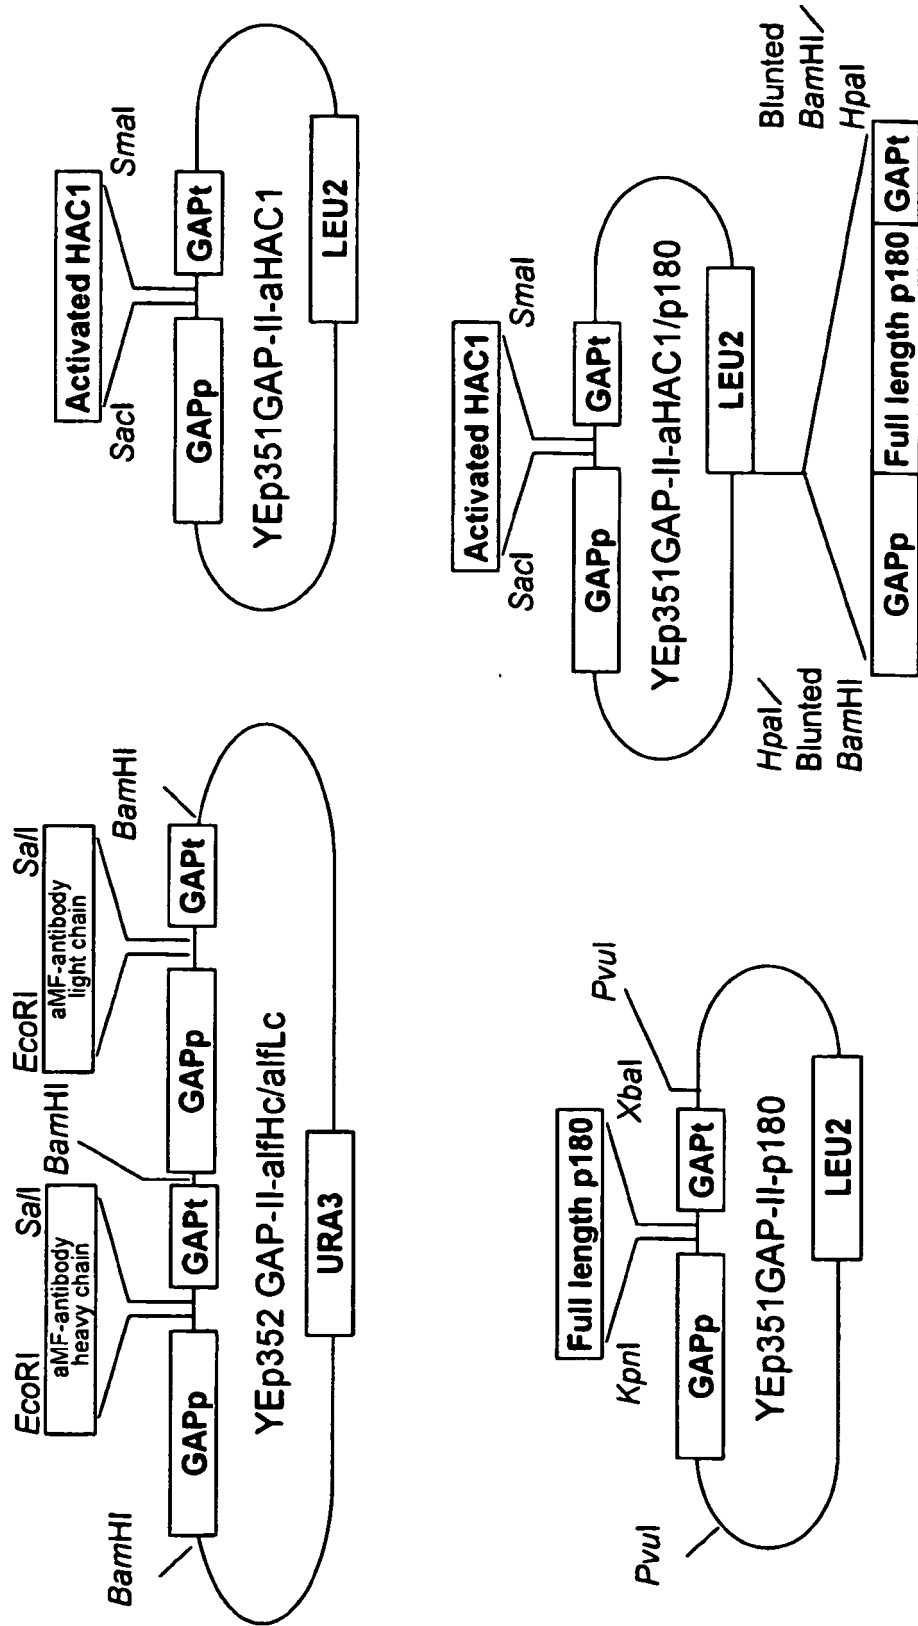 EcoRI
SalI
aMF-antibody
heavy chain
BamHI
GAPp
GAPt
BamHI
EcoRI
SalI
aMF-antibody
light chain
GAPp
GAPt
BamHI
YEp352 GAP-II-alfHc/alfLc
URA3
Activated HAC1
SacI
SmaI
GAPp
GAPt
YEp351GAP-II-aHAC1
LEU2
Full length p180
KpnI
XbaI
PvuI
GAPp
GAPt
PvuI
YEp351GAP-II-p180
LEU2
Activated HAC1
SacI
SmaI
GAPp
GAPt
YEp351GAP-II-aHAC1/p180
LEU2
HpaI/
Blunted
BamHI
Blunted
BamHI/
HpaI
GAPp
Full length p180
GAPt